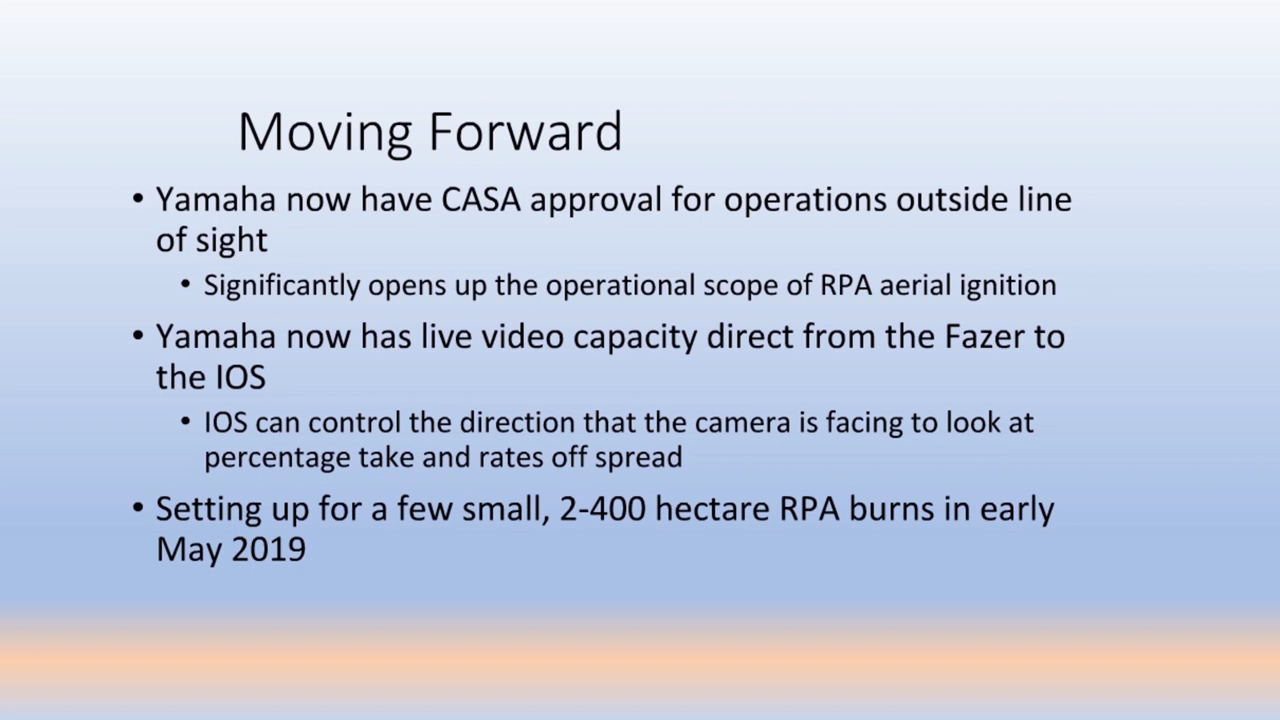 Moving Forward
• Yamaha now have CASA approval for operations outside line
of sight
• Significantly opens up the operational scope of RPA aerial ignition
• Yamaha now has live video capacity direct from the Fazer to
the IOS
• IOS can control the direction that the camera is facing to look at
percentage take and rates off spread
• Setting up for a few small, 2-400 hectare RPA burns in early
May 2019